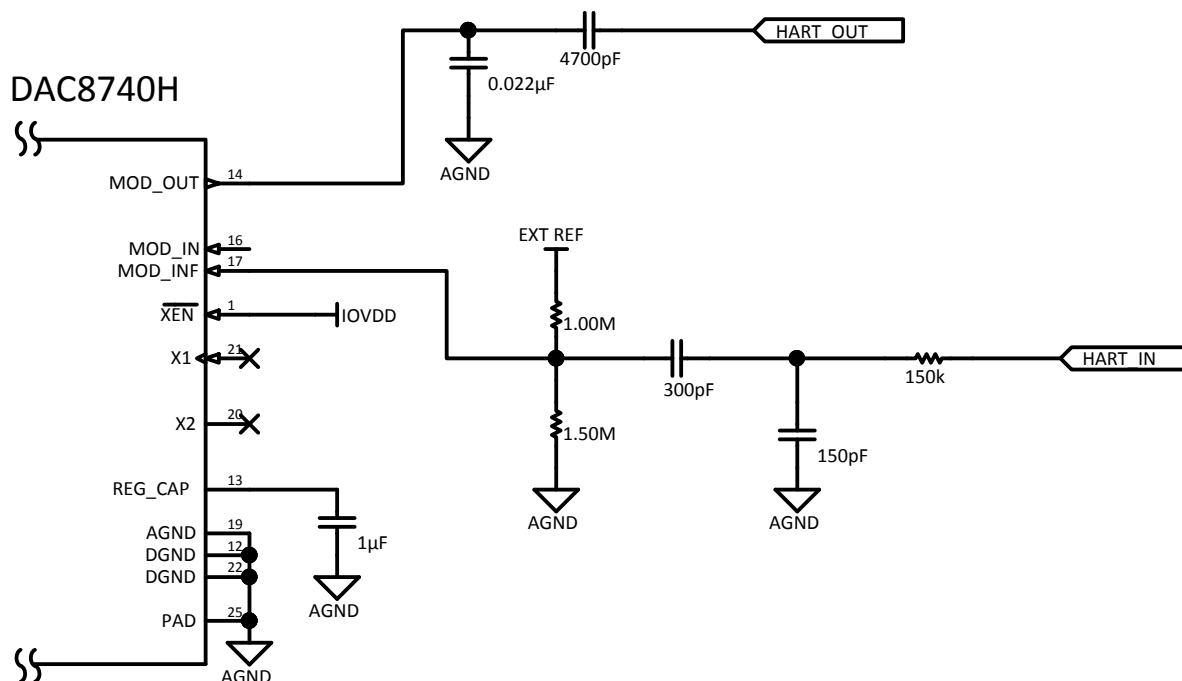 HART_OUT
4700pF
0.022µF
DAC8740H
AGND
MOD_OUT 14
MOD_IN 16
MOD_INF 17
EXT REF
XEN 1 IOVDD
1.00M
X1 21
300pF
150k
HART_IN
X2 20
1.50M
150pF
REG_CAP 13
AGND
AGND
AGND 19
1µF
DGND 12
DGND 22
AGND
PAD 25
AGND